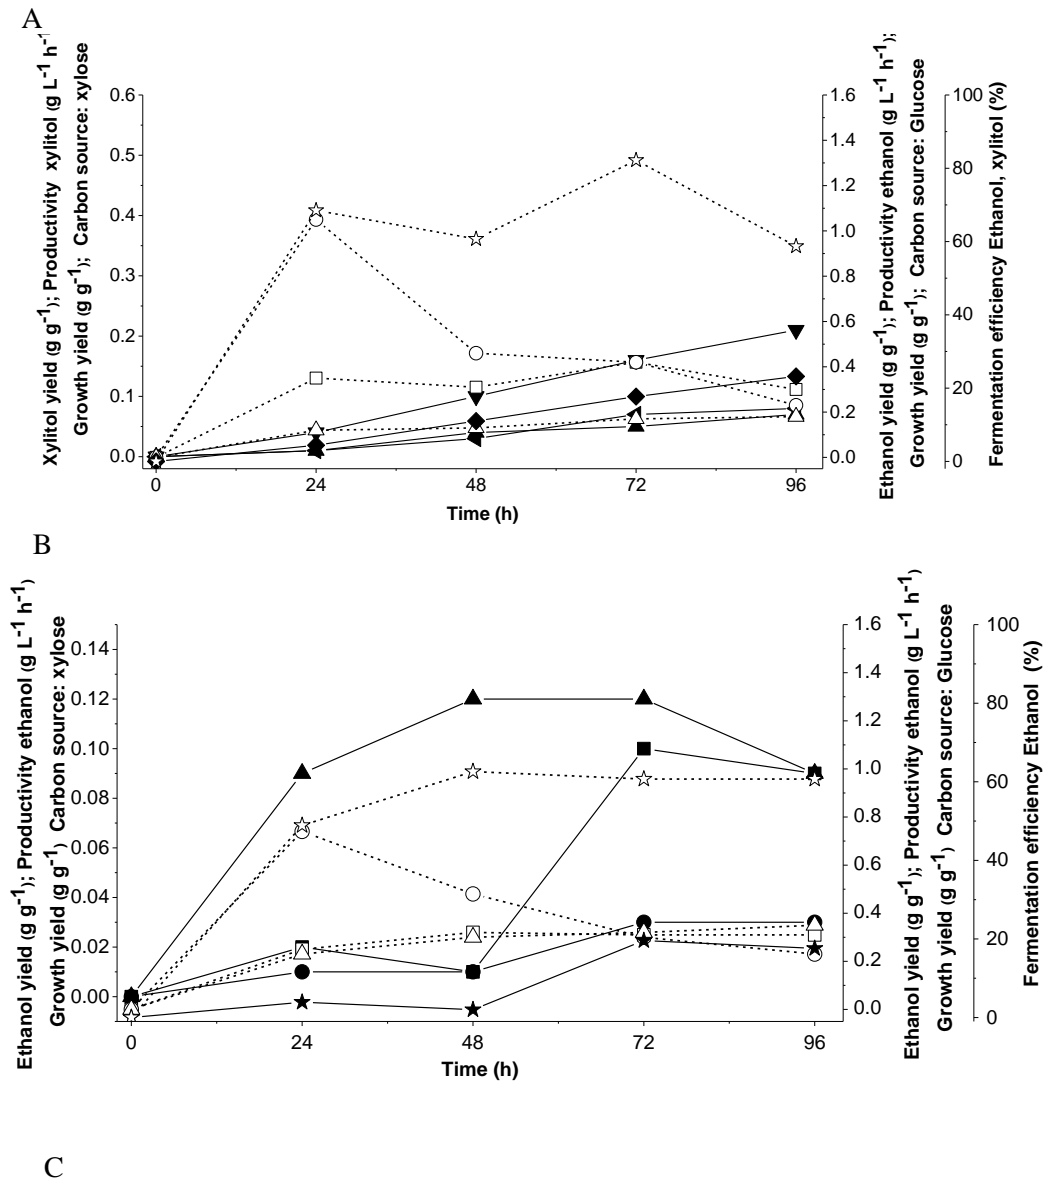 A
Xylitol yield (g g-1); Productivity xylitol (g L-1 h-1
Growth yield (g g-1); Carbon source: xylose
0.6
0.5
0.4
0.3
0.2
0.1
0.0
1.6
1.4
1.2
1.0
0.8
0.6
0.4
0.2
0.0
Ethanol yield (g g-1); Productivity ethanol (g L-1 h-1);
Growth yield (g g-1); Carbon source: Glucose
100
80
60
40
20
0
Fermentation efficiency Ethanol, xylitol (%)
0 24 48 72 96
Time (h)
B
Ethanol yield (g g-1); Productivity ethanol (g L-1 h-1)
Growth yield (g g-1) Carbon source: xylose
0.14
0.12
0.10
0.08
0.06
0.04
0.02
0.00
1.6
1.4
1.3
1.1
1.0
0.8
0.6
0.5
0.3
0.2
0.0
Ethanol yield (g g-1); Productivity ethanol (g L-1 h-1)
Growth yield (g g-1) Carbon source: Glucose
100
80
60
40
20
0
Fermentation efficiency Ethanol (%)
0 24 48 72 96
Time (h)
C